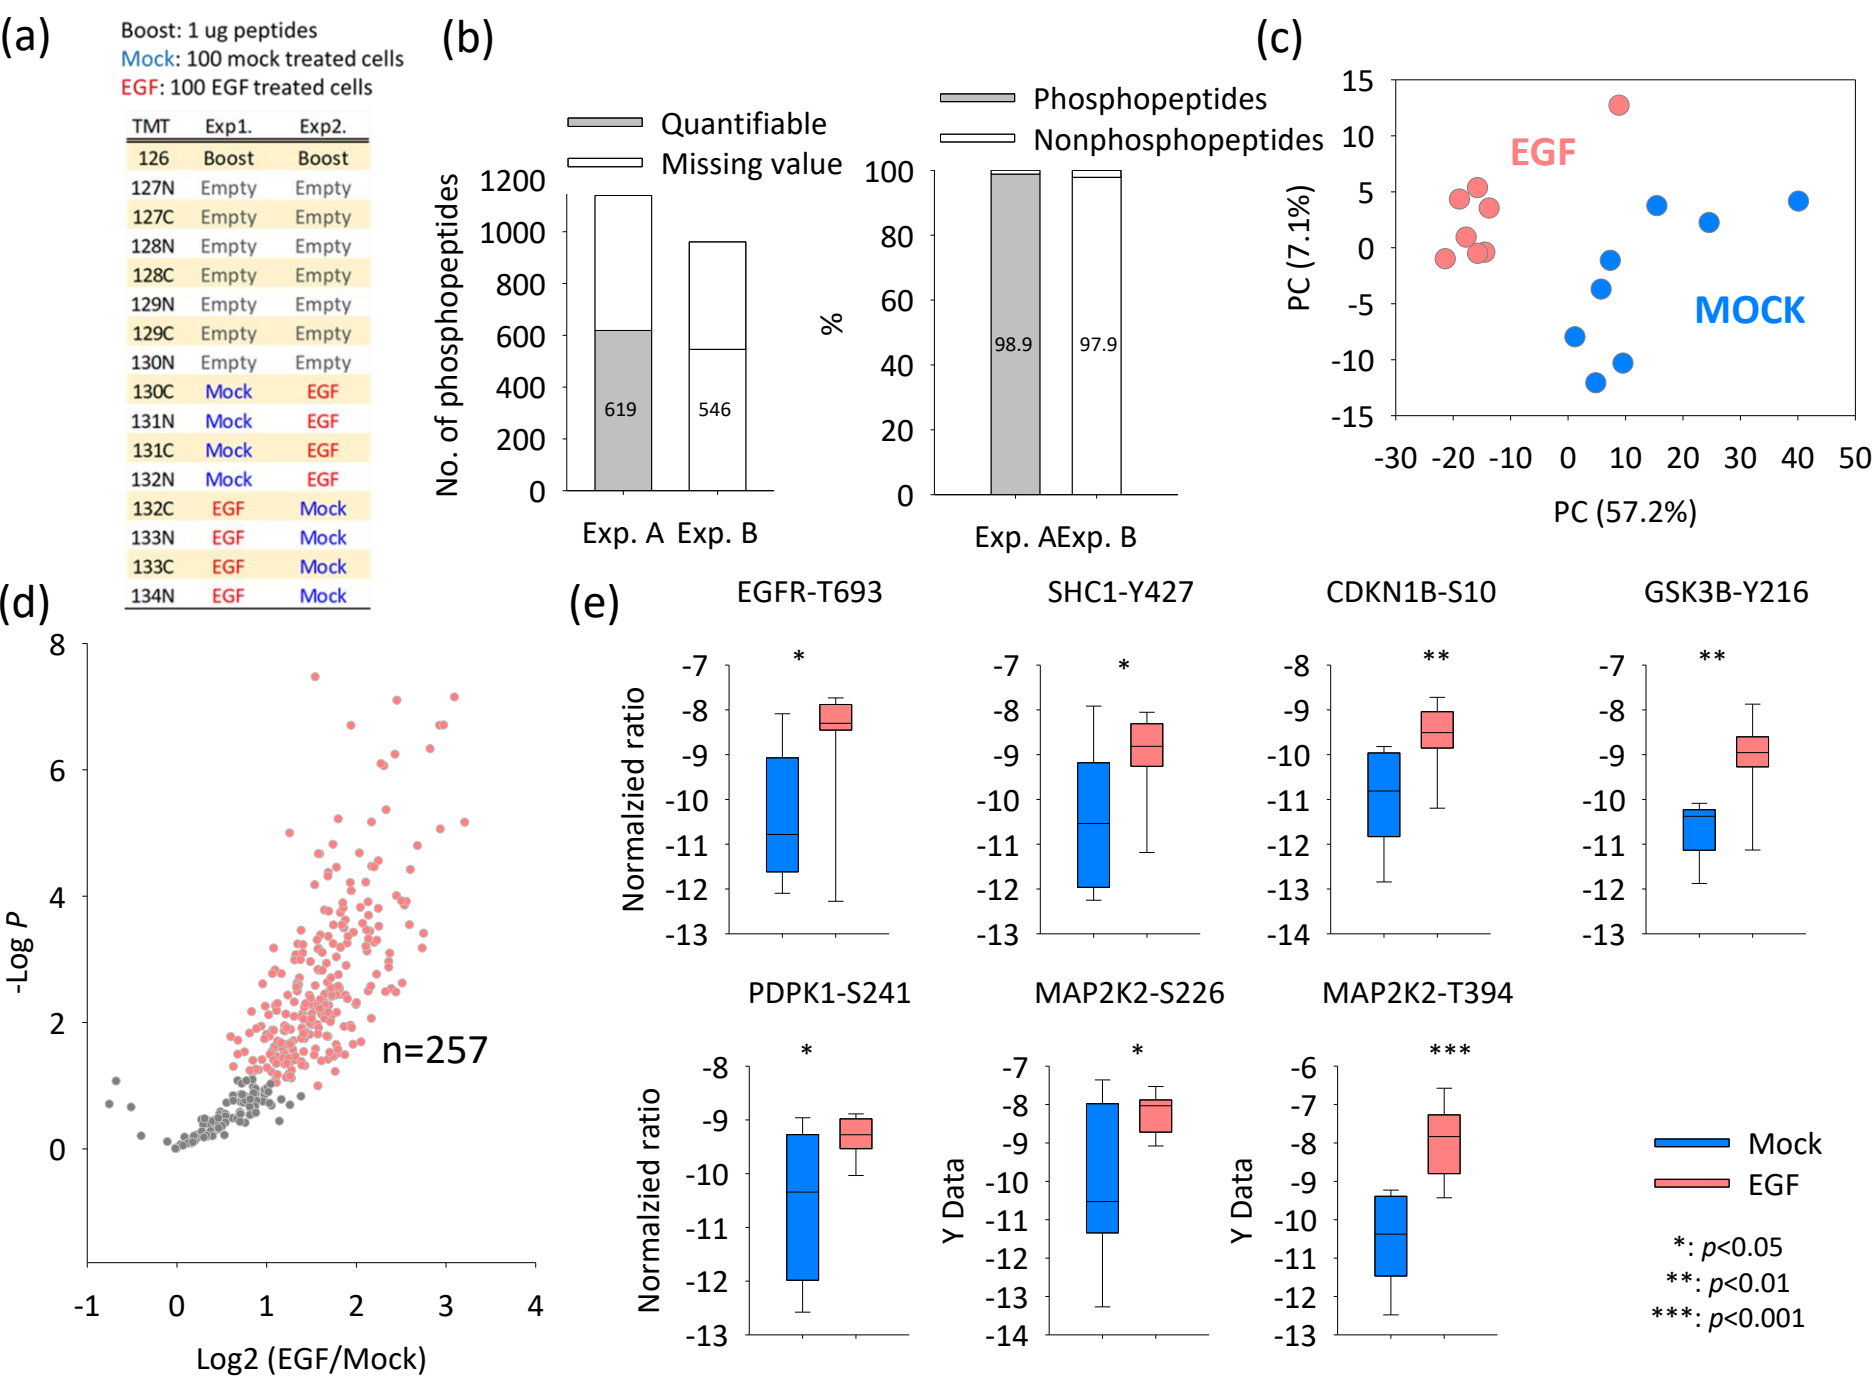 (a)
Boost: 1 ug peptides
Mock: 100 mock treated cells
EGF: 100 EGF treated cells
TMT Exp1. Exp2.
126 Boost Boost
127N Empty Empty
127C Empty Empty
128N Empty Empty
128C Empty Empty
129N Empty Empty
129C Empty Empty
130N Empty Empty
130C Mock EGF
131N Mock EGF
131C Mock EGF
132N Mock EGF
132C EGF Mock
133N EGF Mock
133C EGF Mock
134N EGF Mock
(b)
Quantifiable
Missing value
No. of phosphopeptides
1200
1000
800
600
400
200
0
619
546
Exp. A Exp. B
Phosphopeptides
Nonphosphopeptides
%
100
80
60
40
20
0
98.9
97.9
Exp. AExp. B
(c)
PC (7.1%)
15
10
5
0
-5
-10
-15
EGF
MOCK
-30 -20 -10 0 10 20 30 40 50
PC (57.2%)
(d)
-Log P
8
6
4
2
0
n=257
-1 0 1 2 3 4
Log2 (EGF/Mock)
(e)
EGFR-T693
Normalzied ratio
-7
-8
-9
-10
-11
-12
-13
*
SHC1-Y427
-7
-8
-9
-10
-11
-12
-13
*
CDKN1B-S10
-8
-9
-10
-11
-12
-13
-14
**
GSK3B-Y216
-7
-8
-9
-10
-11
-12
-13
**
PDPK1-S241
Normalzied ratio
-8
-9
-10
-11
-12
-13
*
MAP2K2-S226
Y Data
-7
-8
-9
-10
-11
-12
-13
-14
*
MAP2K2-T394
Y Data
-6
-7
-8
-9
-10
-11
-12
-13
***
Mock
EGF
*: p<0.05
**: p<0.01
***: p<0.001